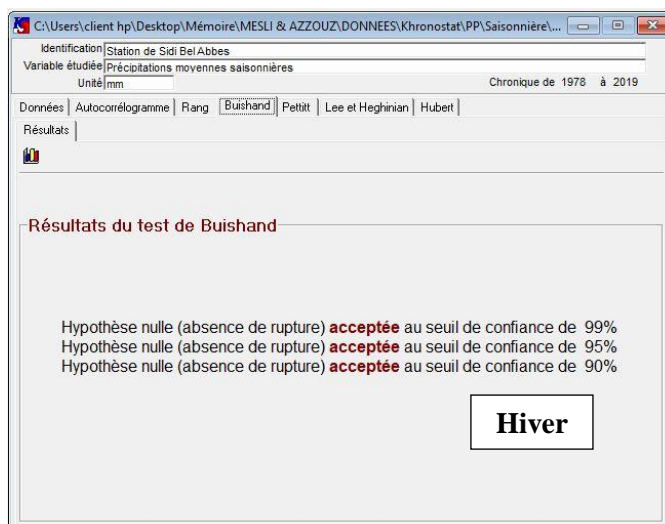 C:\Users\client hp\Desktop\Mémoire\MESLI & AZZOUZ\DONNEES\Khronostat\PP\Saisonnière\...
Identification Station de Sidi Bel Abbes
Variable étudiée Précipitations moyennes saisonnières
Unité mm Chronique de 1978 à 2019
Données Autocorrélogramme Rang Buishand Pettitt Lee et Heghinian Hubert
Résultats
Résultats du test de Buishand
Hypothèse nulle (absence de rupture) acceptée au seuil de confiance de 99%
Hypothèse nulle (absence de rupture) acceptée au seuil de confiance de 95%
Hypothèse nulle (absence de rupture) acceptée au seuil de confiance de 90%
Hiver